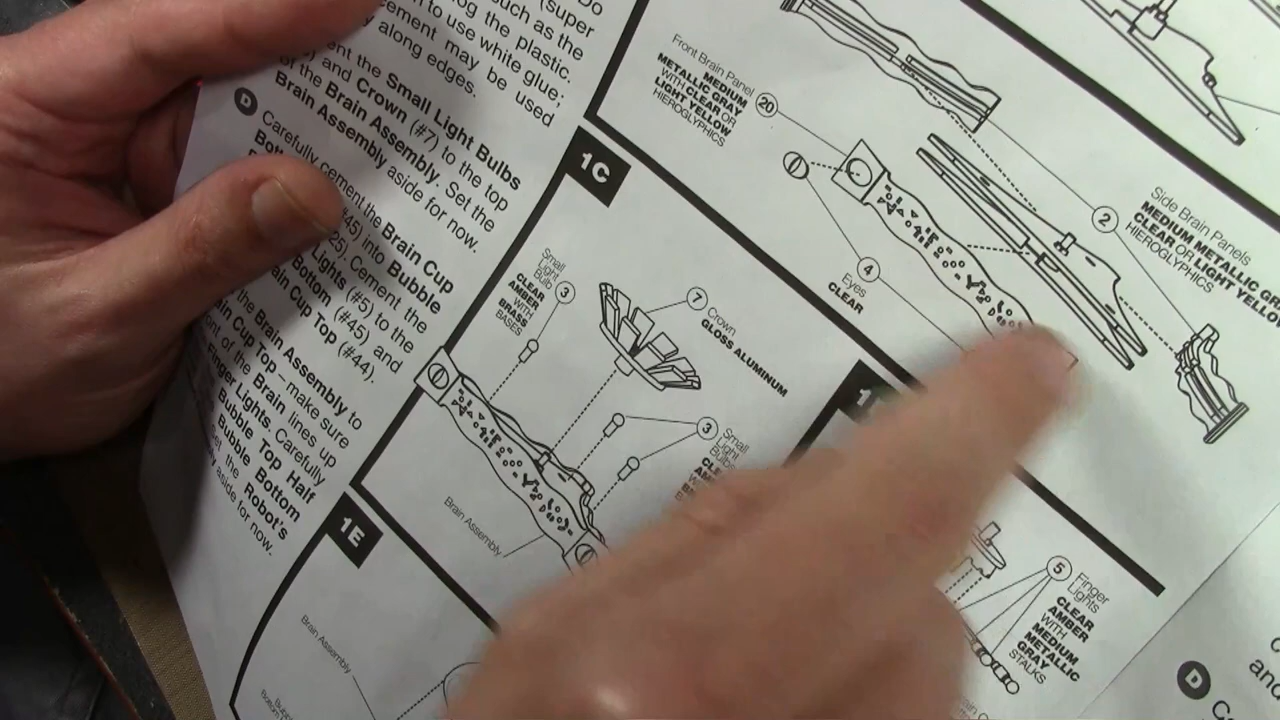 Do
(super
such as the
og the plastic.
to use white glue;
cement may be used
y along edges.
ent the Small Light Bulbs
and Crown (#7) to the top
of the Brain Assembly. Set the
Brain Assembly aside for now.
D
Carefully cement the Brain Cup
#45) into Bubble
25). Cement the
Lights (#5) to the
Bottom (#45) and
ain Cup Top (#44).
the Brain Assembly to
Cup Top – make sure
of the Brain lines up
Finger Lights. Carefully
Bubble Top Half
Bubble Bottom
et the Robot's
aside for now.
Front Brain Panel
MEDIUM
METALLIC GRAY
WITH CLEAR OR
LIGHT YELLOW
HIEROGLYPHICS
20
2
Side Brain Panels
MEDIUM METALLIC GRA
CLEAR OR LIGHT YELLOW
HIEROGLYPHICS
4
Eyes
CLEAR
1C
Small
Light
Bulb
CLEAR
AMBER
WITH
BRASS
BASES
3
7
Crown
GLOSS ALUMINUM
3
Small
Light
Bulbs
Brain Assembly
1E
Brain Assembly
5
Finger
Lights
CLEAR
AMBER
WITH
MEDIUM
METALLIC
GRAY
STALKS
D